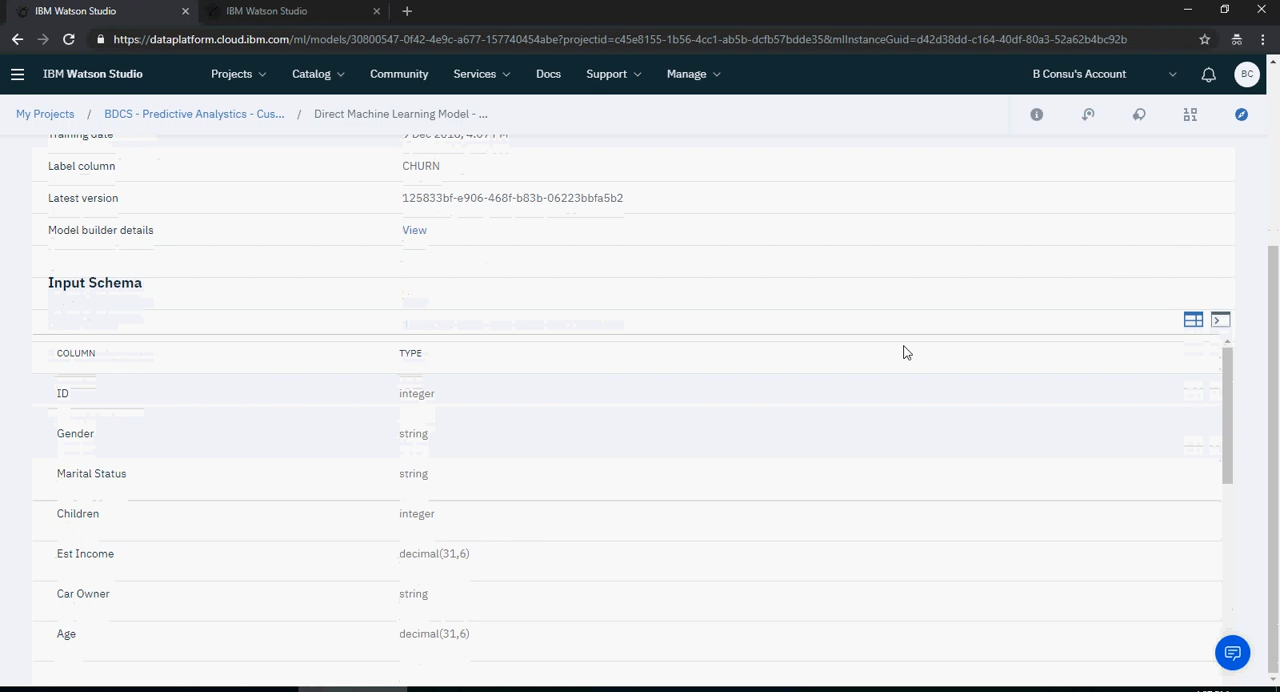 IBM Watson Studio
IBM Watson Studio
https://dataplatform.cloud.ibm.com/ml/models/30800547-0f42-4e9c-a677-157740454abe?projectid=c45e8155-1b56-4cc1-ab5b-dcfb57bdde35&mlInstanceGuid=d42d38dd-c164-40df-80a3-52a62b4bc92b
IBM Watson Studio Projects Catalog Community Services Docs Support Manage B Consu's Account BC
My Projects / BDCS - Predictive Analystics - Cus... / Direct Machine Learning Model - ...
Training date
Label column CHURN
Latest version 125833bf-e906-468f-b83b-06223bbfa5b2
Model builder details View
Input Schema
COLUMN TYPE
ID integer
Gender string
Marital Status string
Children integer
Est Income decimal(31,6)
Car Owner string
Age decimal(31,6)